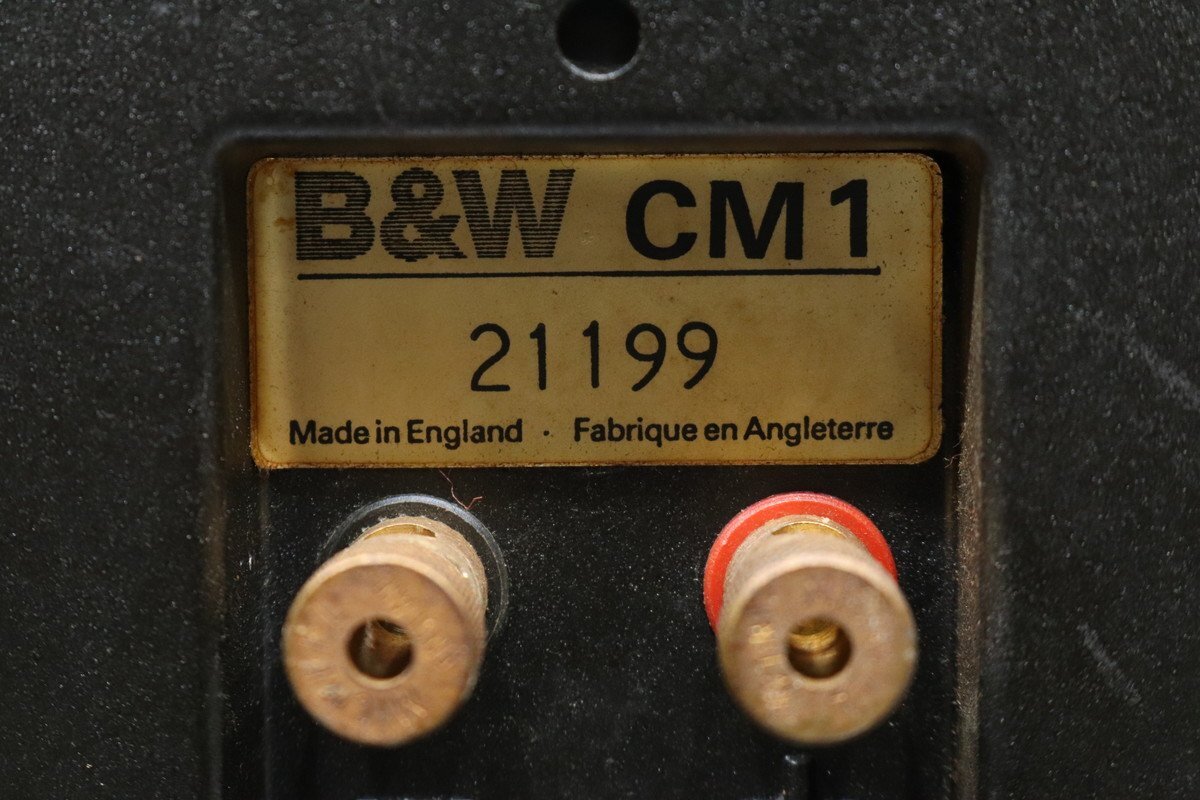 B&W CM1
21199
Made in England · Fabrique en Angleterre